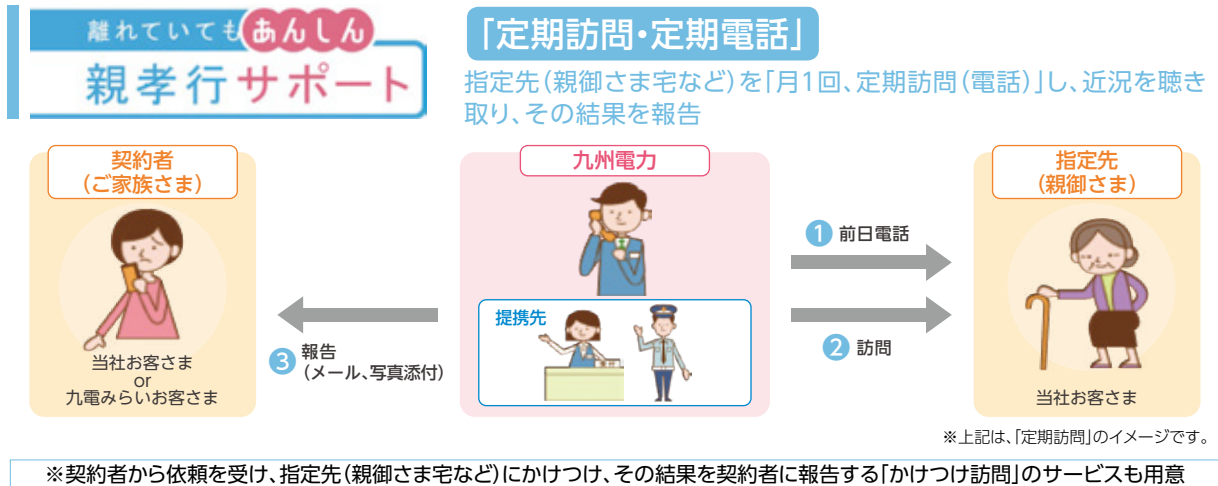 離れていても あんしん
親孝行サポート
「定期訪問・定期電話」
指定先(親御さま宅など)を「月1回、定期訪問(電話)」し、近況を聴き
取り、その結果を報告
契約者
(ご家族さま)
当社お客さま
or
九電みらいお客さま
九州電力
提携先
❶ 前日電話
❷ 訪問
❸ 報告
(メール、写真添付)
指定先
(親御さま)
当社お客さま
※上記は、「定期訪問」のイメージです。
※契約者から依頼を受け、指定先(親御さま宅など)にかけつけ、その結果を契約者に報告する「かけつけ訪問」のサービスも用意